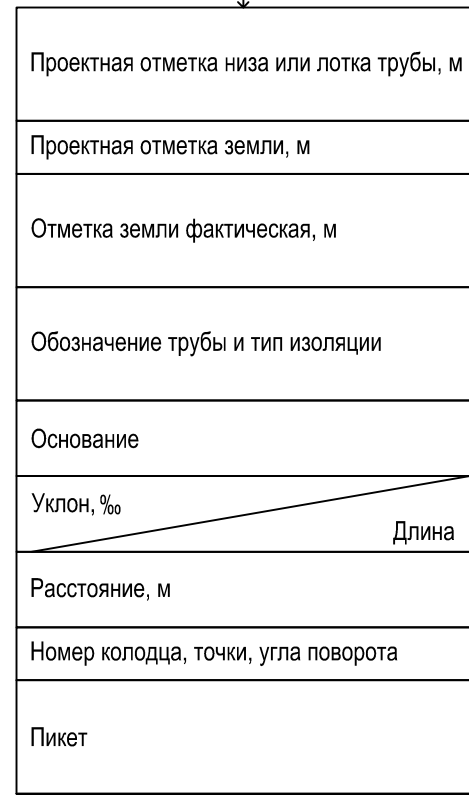 Проектная отметка низа или лотка трубы, м
Проектная отметка земли, м
Отметка земли фактическая, м
Обозначение трубы и тип изоляции
Основание
Уклон, ‰
Длина
Расстояние, м
Номер колодца, точки, угла поворота
Пикет